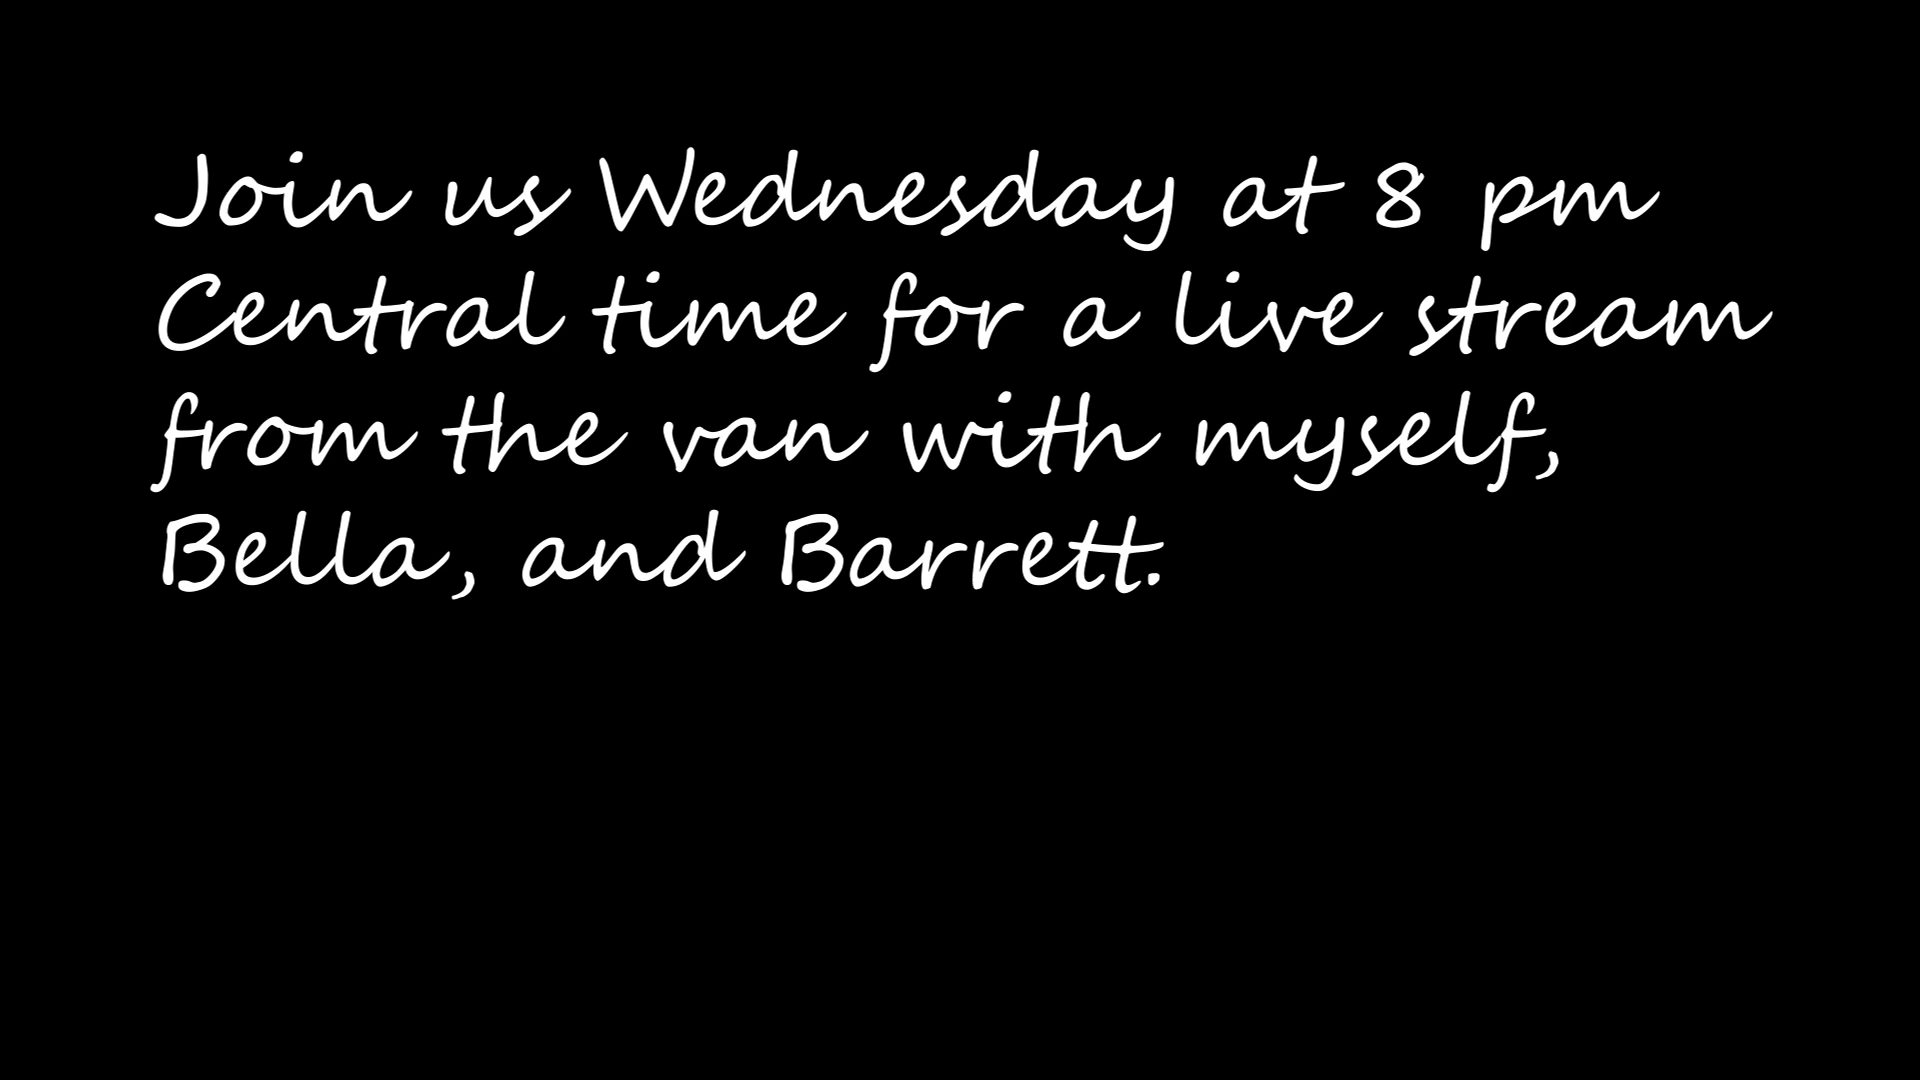 Join us Wednesday at 8 pm
Central time for a live stream
from the van with myself,
Bella, and Barrett.